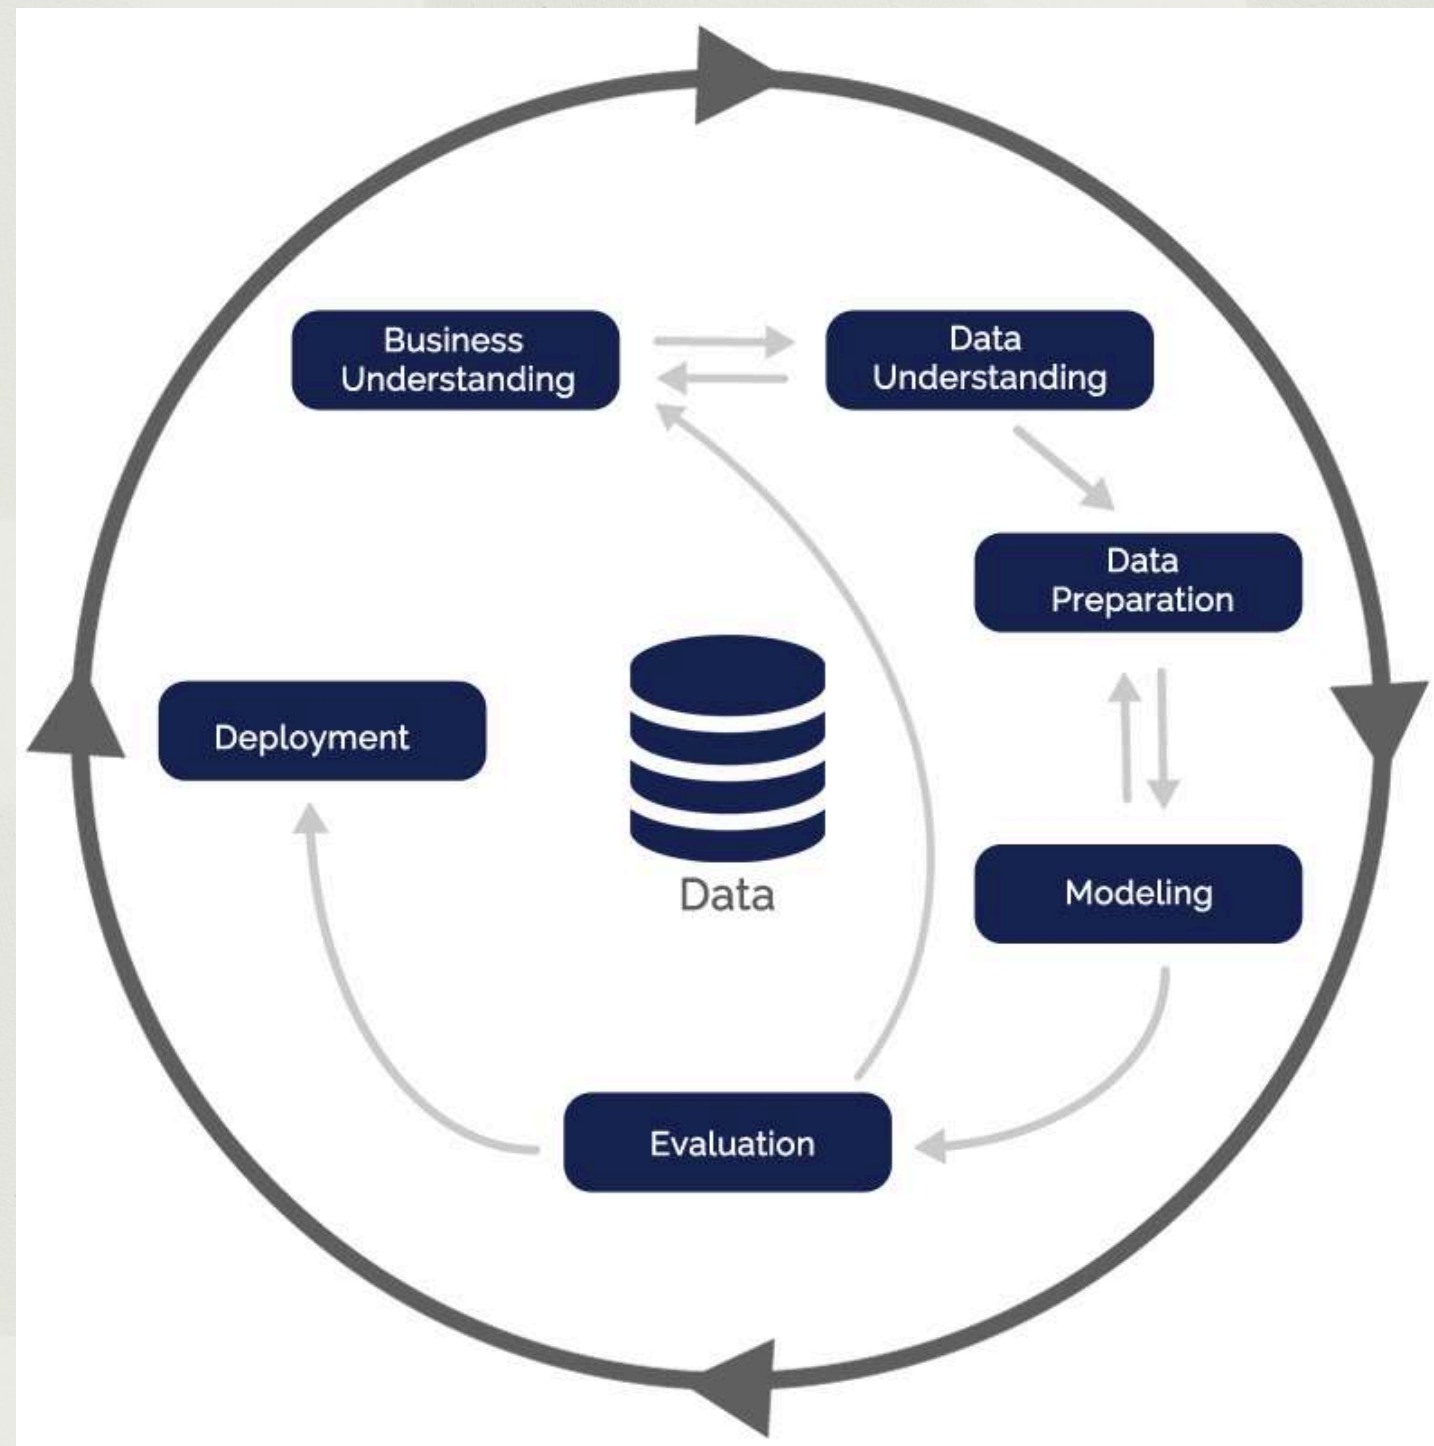 Business
Understanding
Data
Understanding
Data
Preparation
Deployment
Data
Modeling
Evaluation